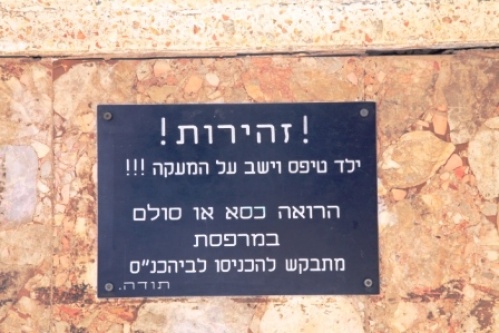 !זהירות!
ילד טיפס וישב על המעקה !!!
הרואה כסא או סולם
במרפסת
מתבקש להכניסו לביהכנ"ס
תודה.